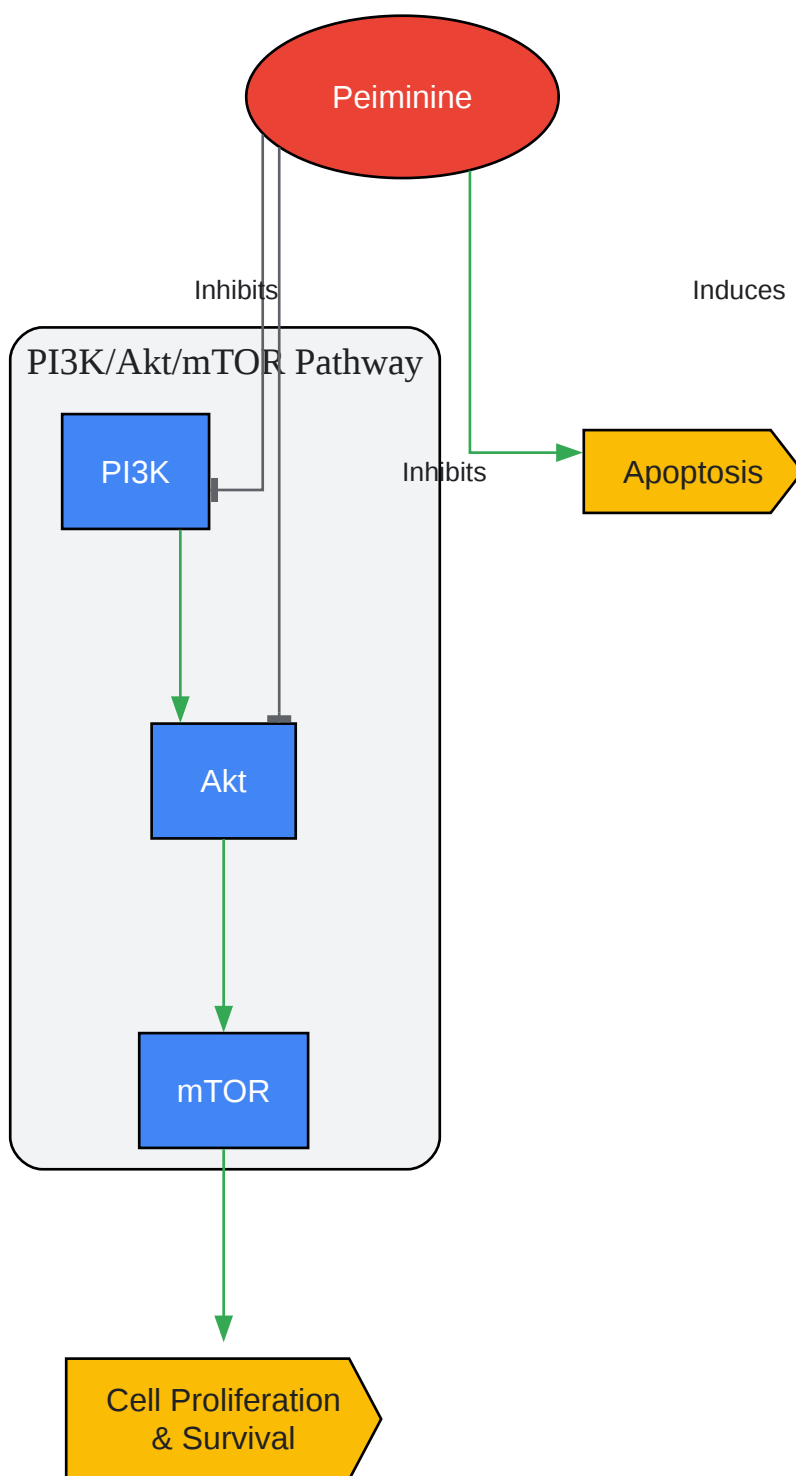 Peiminine
Inhibits
Induces
PI3K/Akt/mTOR Pathway
PI3K
Inhibits
Apoptosis
Akt
mTOR
Cell Proliferation
& Survival